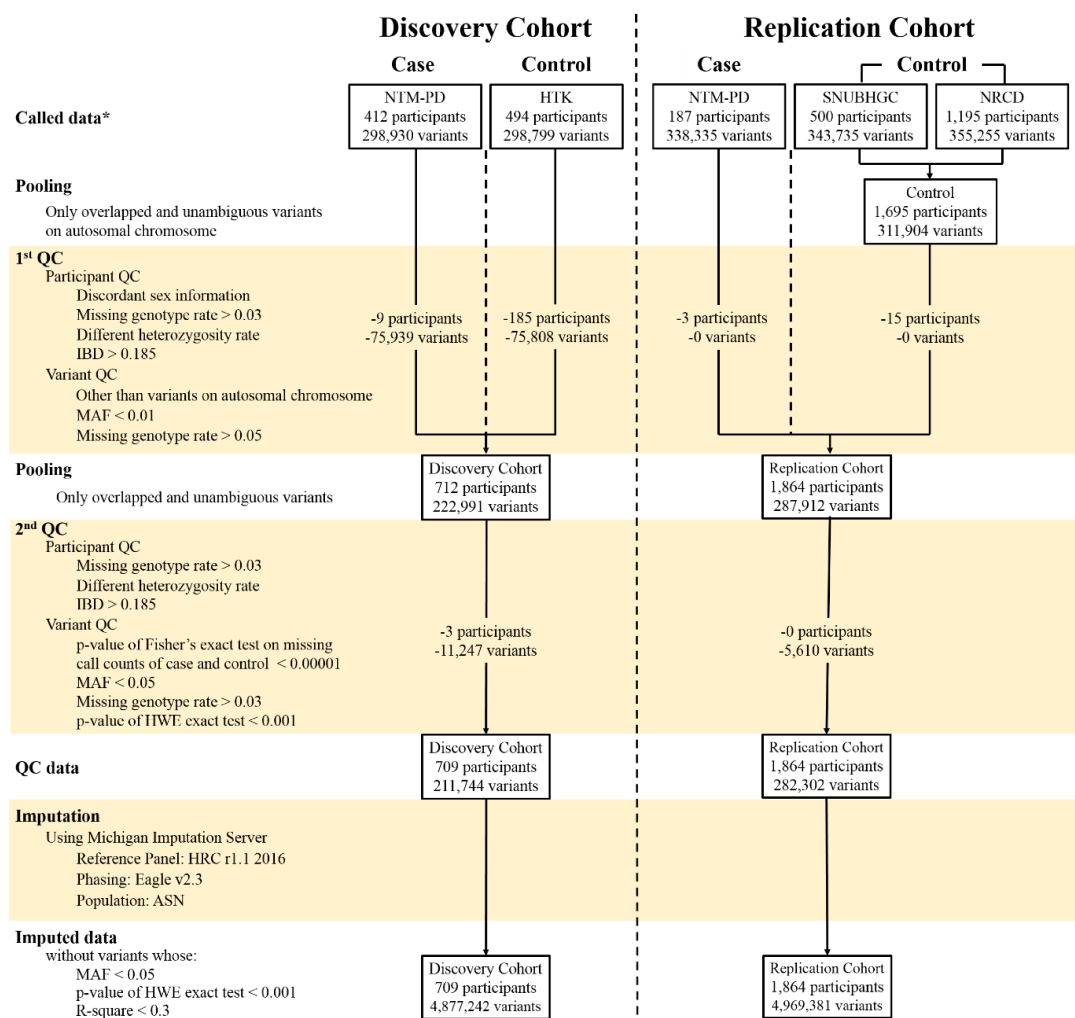 Discovery Cohort
Replication Cohort
Case
Control
Case
Control
Called data*
NTM-PD
412 participants
298,930 variants
HTK
494 participants
298,799 variants
NTM-PD
187 participants
338,335 variants
SNUBHGC
500 participants
343,735 variants
NRCD
1,195 participants
355,255 variants
Pooling
Only overlapped and unambiguous variants
on autosomal chromosome
Control
1,695 participants
311,904 variants
1st QC
Participant QC
Discordant sex information
Missing genotype rate > 0.03
Different heterozygosity rate
IBD > 0.185
Variant QC
Other than variants on autosomal chromosome
MAF < 0.01
Missing genotype rate > 0.05
-9 participants
-75,939 variants
-185 participants
-75,808 variants
-3 participants
-0 variants
-15 participants
-0 variants
Pooling
Only overlapped and unambiguous variants
Discovery Cohort
712 participants
222,991 variants
Replication Cohort
1,864 participants
287,912 variants
2nd QC
Participant QC
Missing genotype rate > 0.03
Different heterozygosity rate
IBD > 0.185
Variant QC
p-value of Fisher's exact test on missing
call counts of case and control < 0.00001
MAF < 0.05
Missing genotype rate > 0.03
p-value of HWE exact test < 0.001
-3 participants
-11,247 variants
-0 participants
-5,610 variants
QC data
Discovery Cohort
709 participants
211,744 variants
Replication Cohort
1,864 participants
282,302 variants
Imputation
Using Michigan Imputation Server
Reference Panel: HRC r1.1 2016
Phasing: Eagle v2.3
Population: ASN
Imputed data
without variants whose:
MAF < 0.05
p-value of HWE exact test < 0.001
R-square < 0.3
Discovery Cohort
709 participants
4,877,242 variants
Replication Cohort
1,864 participants
4,969,381 variants